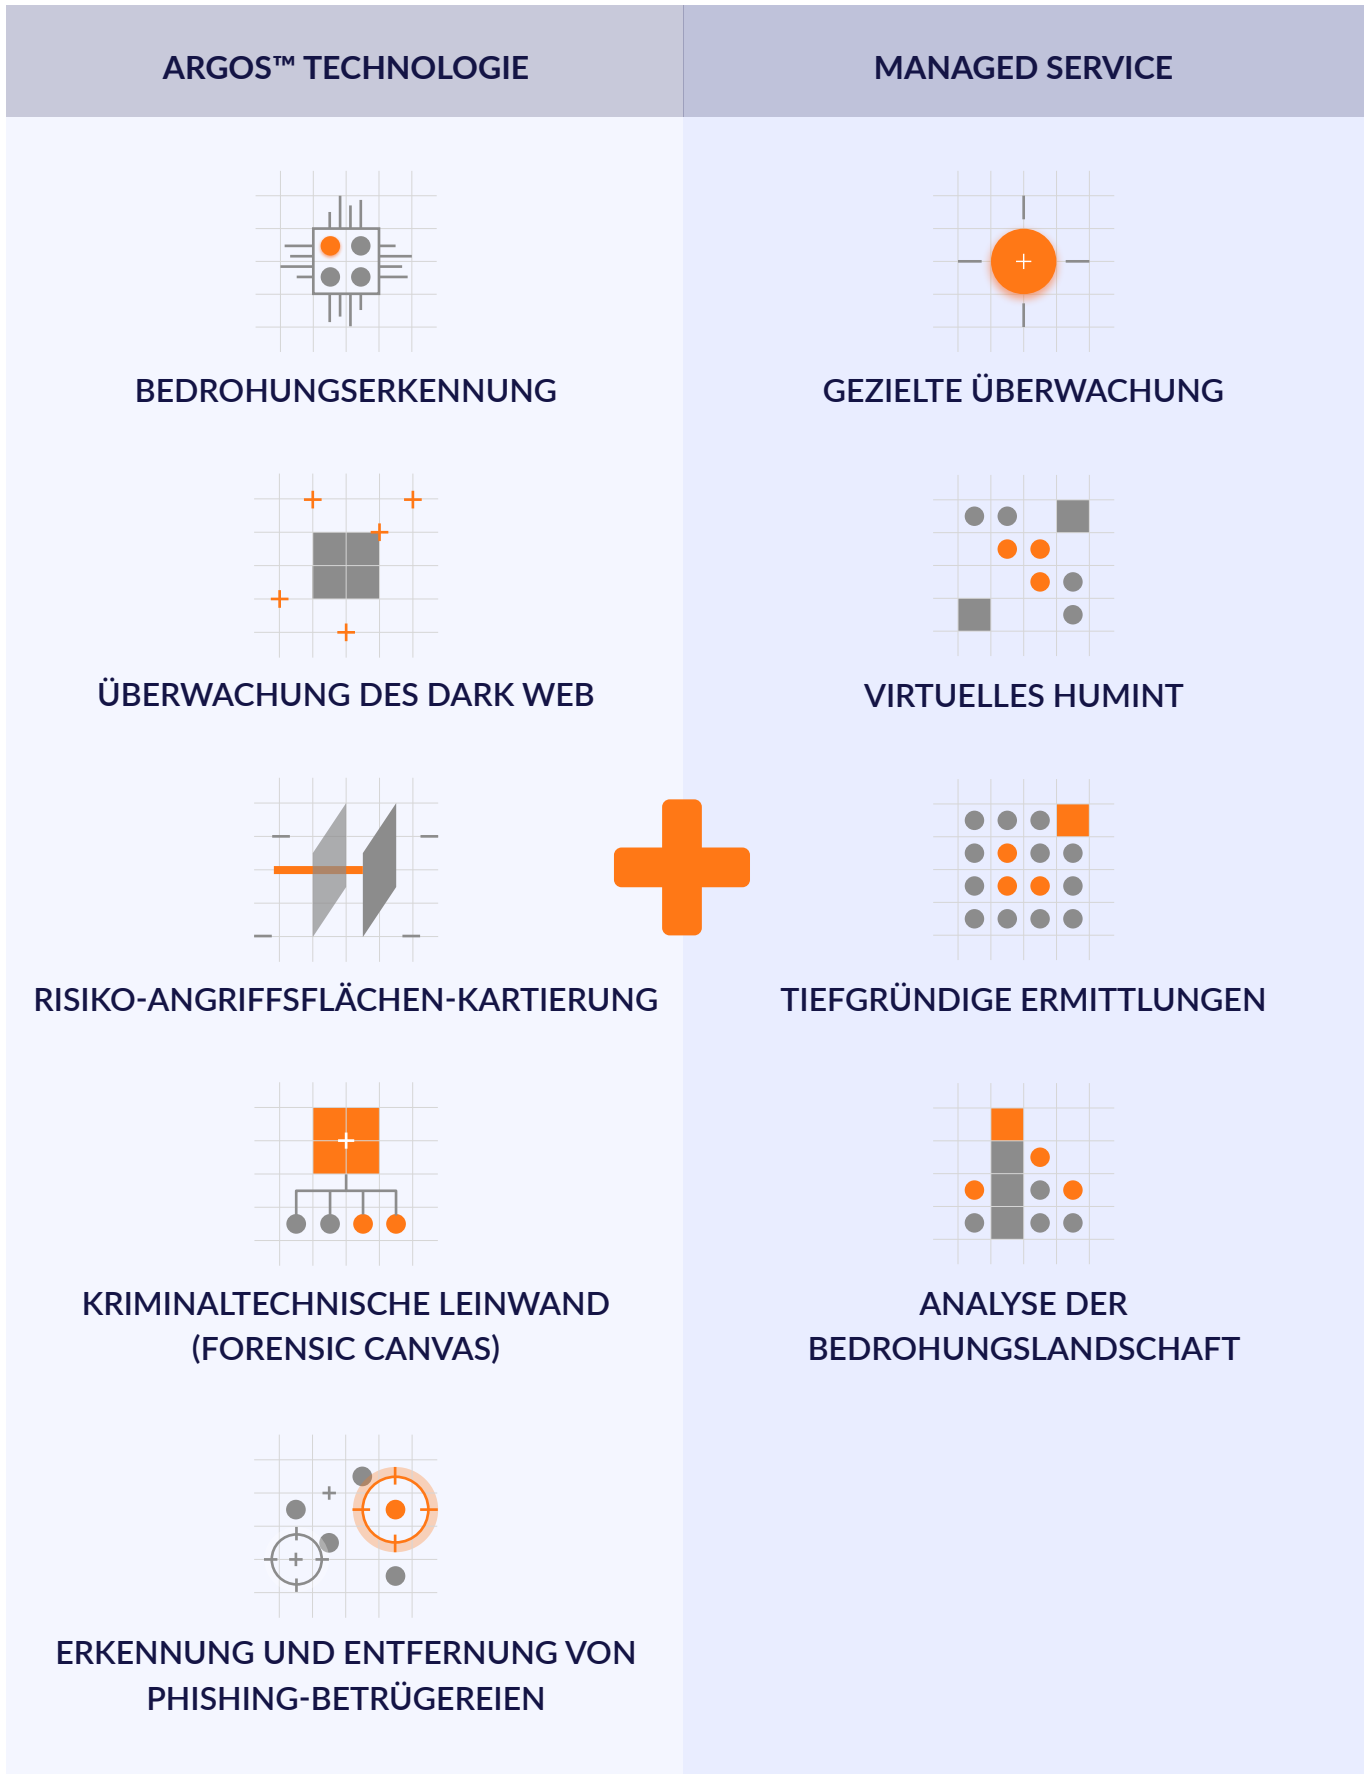 ARGOS™ TECHNOLOGIE
BEDROHUNGSERKENNUNG
ÜBERWACHUNG DES DARK WEB
RISIKO-ANGRIFFSFLÄCHEN-KARTIERUNG
KRIMINALTECHNISCHE LEINWAND
(FORENSIC CANVAS)
ERKENNUNG UND ENTFERNUNG VON
PHISHING-BETRÜGEREIEN
MANAGED SERVICE
GEZIELTE ÜBERWACHUNG
VIRTUELLES HUMINT
TIEFGRÜNDIGE ERMITTLUNGEN
ANALYSE DER
BEDROHUNGSLANDSCHAFT